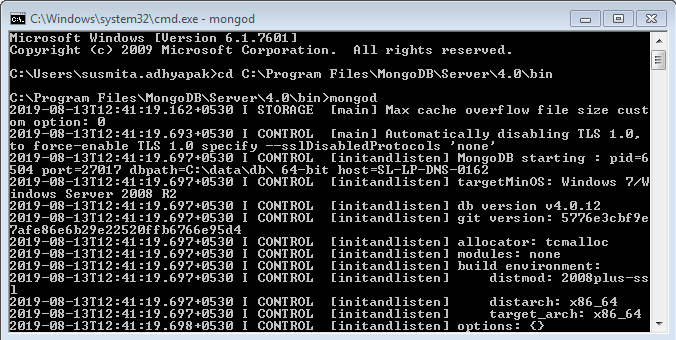 C:\Windows\system32\cmd.exe - mongod
Microsoft Windows [Version 6.1.7601]
Copyright (c) 2009 Microsoft Corporation.  All rights reserved.
C:\Users\susmita.adhyapak>cd C:\Program Files\MongoDB\Server\4.0\bin
C:\Program Files\MongoDB\Server\4.0\bin>mongod
2019-08-13T12:41:19.162+0530 I STORAGE  [main] Max cache overflow file size cust
om option: 0
2019-08-13T12:41:19.693+0530 I CONTROL  [main] Automatically disabling TLS 1.0,
to force-enable TLS 1.0 specify --sslDisabledProtocols 'none'
2019-08-13T12:41:19.697+0530 I CONTROL  [initandlisten] MongoDB starting : pid=6
504 port=27017 dbpath=C:\data\db\ 64-bit host=SL-LP-DNS-0162
2019-08-13T12:41:19.697+0530 I CONTROL  [initandlisten] targetMinOS: Windows 7/W
indows Server 2008 R2
2019-08-13T12:41:19.697+0530 I CONTROL  [initandlisten] db version v4.0.12
2019-08-13T12:41:19.697+0530 I CONTROL  [initandlisten] git version: 5776e3cbf9e
7afe86e6b29e22520ffb6766e95d4
2019-08-13T12:41:19.697+0530 I CONTROL  [initandlisten] allocator: tcmalloc
2019-08-13T12:41:19.697+0530 I CONTROL  [initandlisten] modules: none
2019-08-13T12:41:19.697+0530 I CONTROL  [initandlisten] build environment:
2019-08-13T12:41:19.697+0530 I CONTROL  [initandlisten]     distmod: 2008plus-ss
l
2019-08-13T12:41:19.697+0530 I CONTROL  [initandlisten]     distarch: x86_64
2019-08-13T12:41:19.697+0530 I CONTROL  [initandlisten]     target_arch: x86_64
2019-08-13T12:41:19.698+0530 I CONTROL  [initandlisten] options: {}